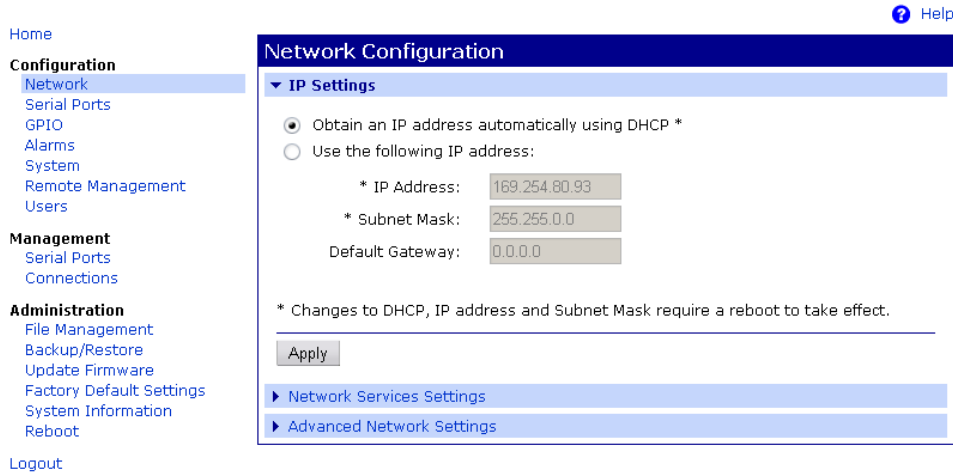 Help
Home
Configuration
Network
Serial Ports
GPIO
Alarms
System
Remote Management
Users
Management
Serial Ports
Connections
Administration
File Management
Backup/Restore
Update Firmware
Factory Default Settings
System Information
Reboot
Logout
Network Configuration
IP Settings
Obtain an IP address automatically using DHCP *
Use the following IP address:
* IP Address: 169.254.80.93
* Subnet Mask: 255.255.0.0
Default Gateway: 0.0.0.0
* Changes to DHCP, IP address and Subnet Mask require a reboot to take effect.
Apply
Network Services Settings
Advanced Network Settings